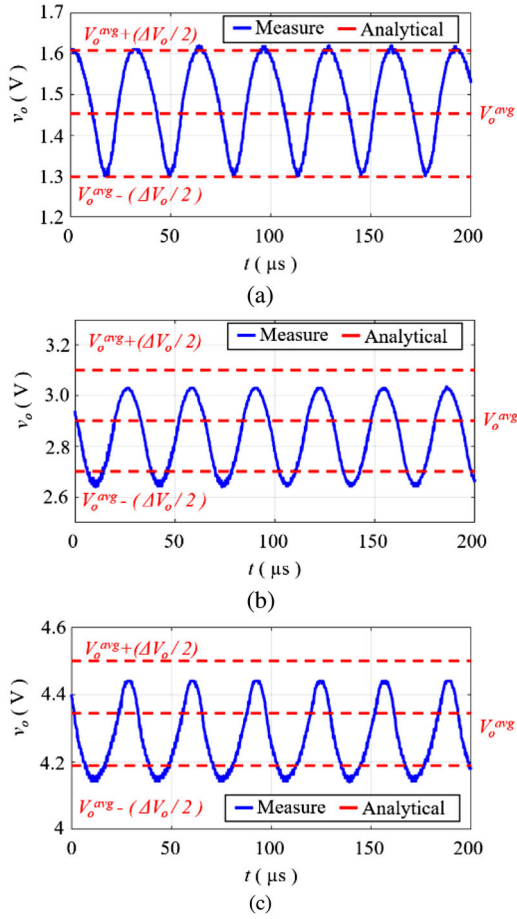 V_o^avg+(ΔV_o/2)
Measure Analytical
1.7
1.6
1.5
1.4
1.3
1.2
v_o (V)
V_o^avg
V_o^avg-(ΔV_o/2)
0 50 100 150 200
t (μs)
(a)
V_o^avg+(ΔV_o/2)
Measure Analytical
3.2
3.0
2.8
2.6
v_o (V)
V_o^avg
V_o^avg-(ΔV_o/2)
0 50 100 150 200
t (μs)
(b)
4.6
V_o^avg+(ΔV_o/2)
4.4
4.2
4
v_o (V)
V_o^avg
V_o^avg-(ΔV_o/2)
Measure Analytical
0 50 100 150 200
t (μs)
(c)